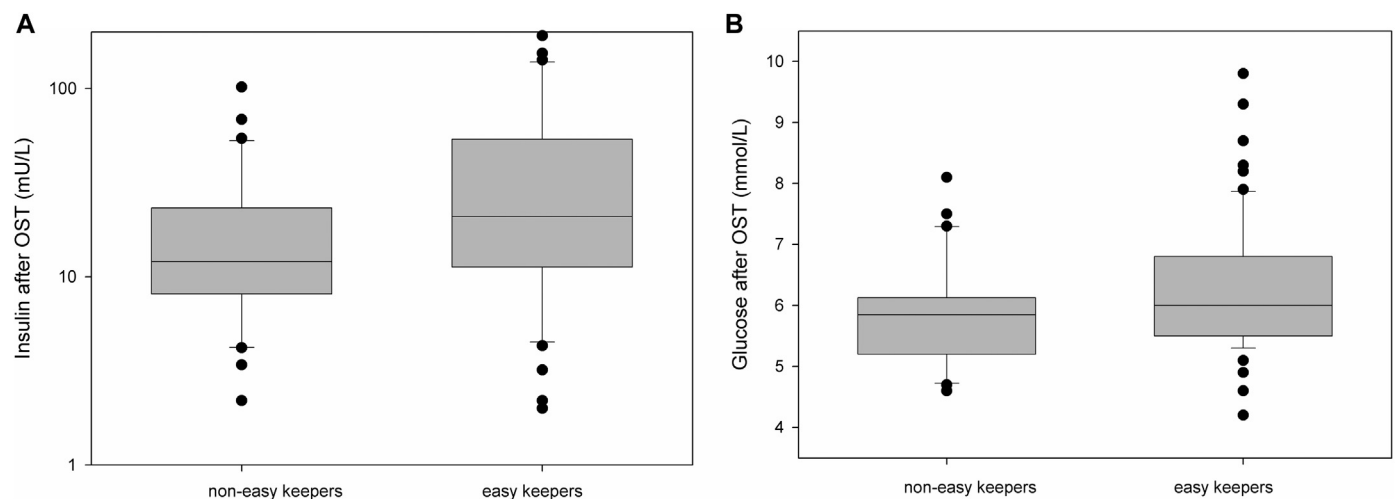 A
Insulin after OST (mU/L)
100
10
1
non-easy keepers easy keepers
B
Glucose after OST (mmol/L)
10
9
8
7
6
5
4
non-easy keepers easy keepers